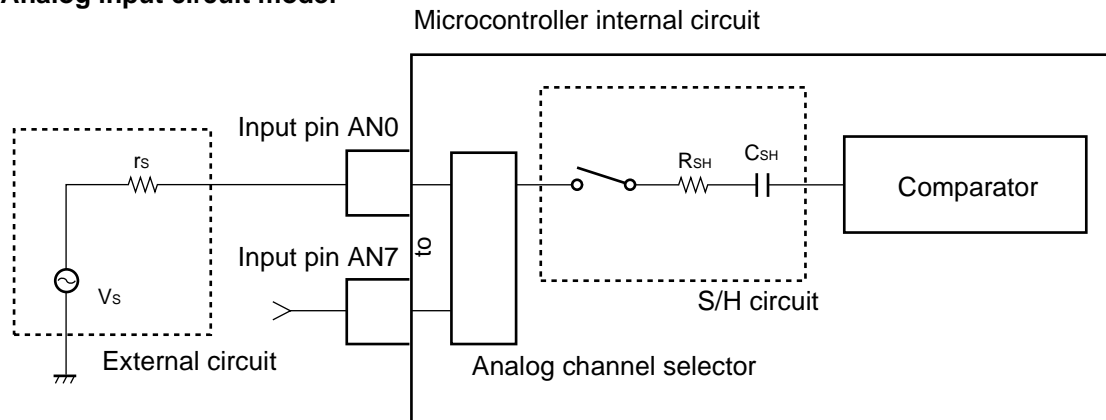 Analog input circuit model
Microcontroller internal circuit
Input pin AN0
rS
RSH
CSH
Comparator
to
Input pin AN7
VS
S/H circuit
External circuit
Analog channel selector